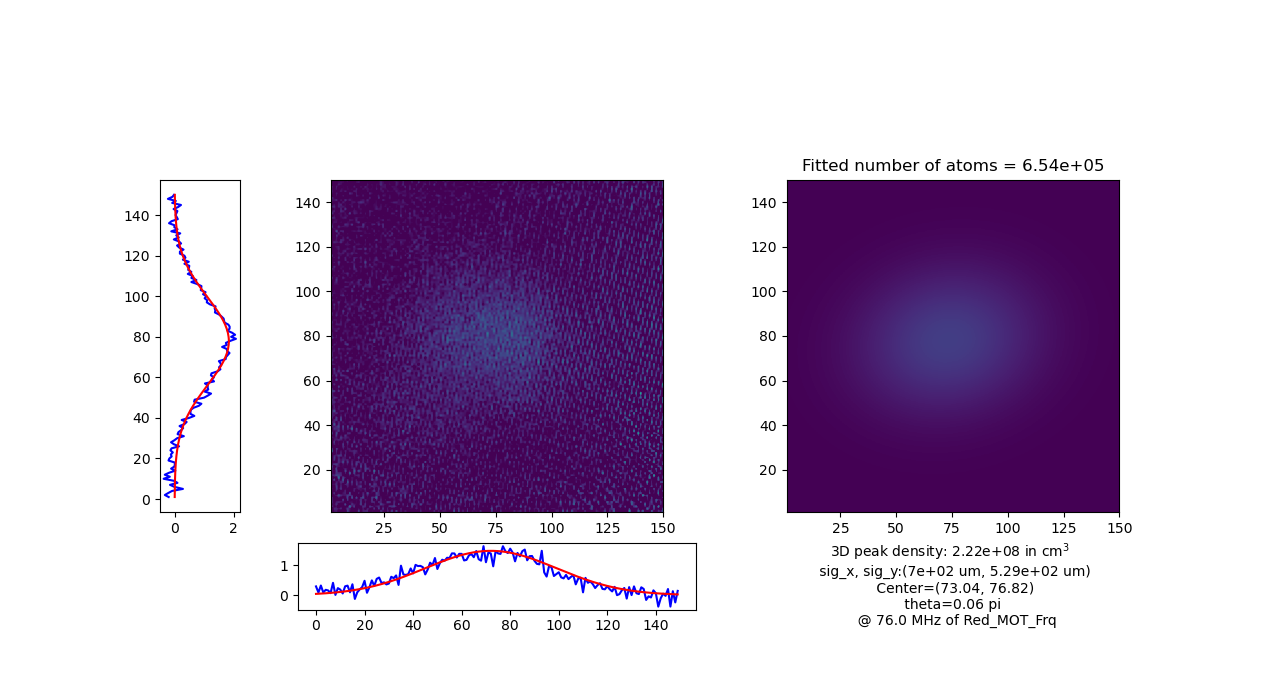 Fitted number of atoms = 6.54e+05
140
120
100
80
60
40
20
0
0 2
140
120
100
80
60
40
20
25 50 75 100 125 150
140
120
100
80
60
40
20
25 50 75 100 125 150
1
0
0 20 40 60 80 100 120 140
3D peak density: 2.22e+08 in cm³
sig_x, sig_y:(7e+02 um, 5.29e+02 um)
Center=(73.04, 76.82)
theta=0.06 pi
@ 76.0 MHz of Red_MOT_Frq